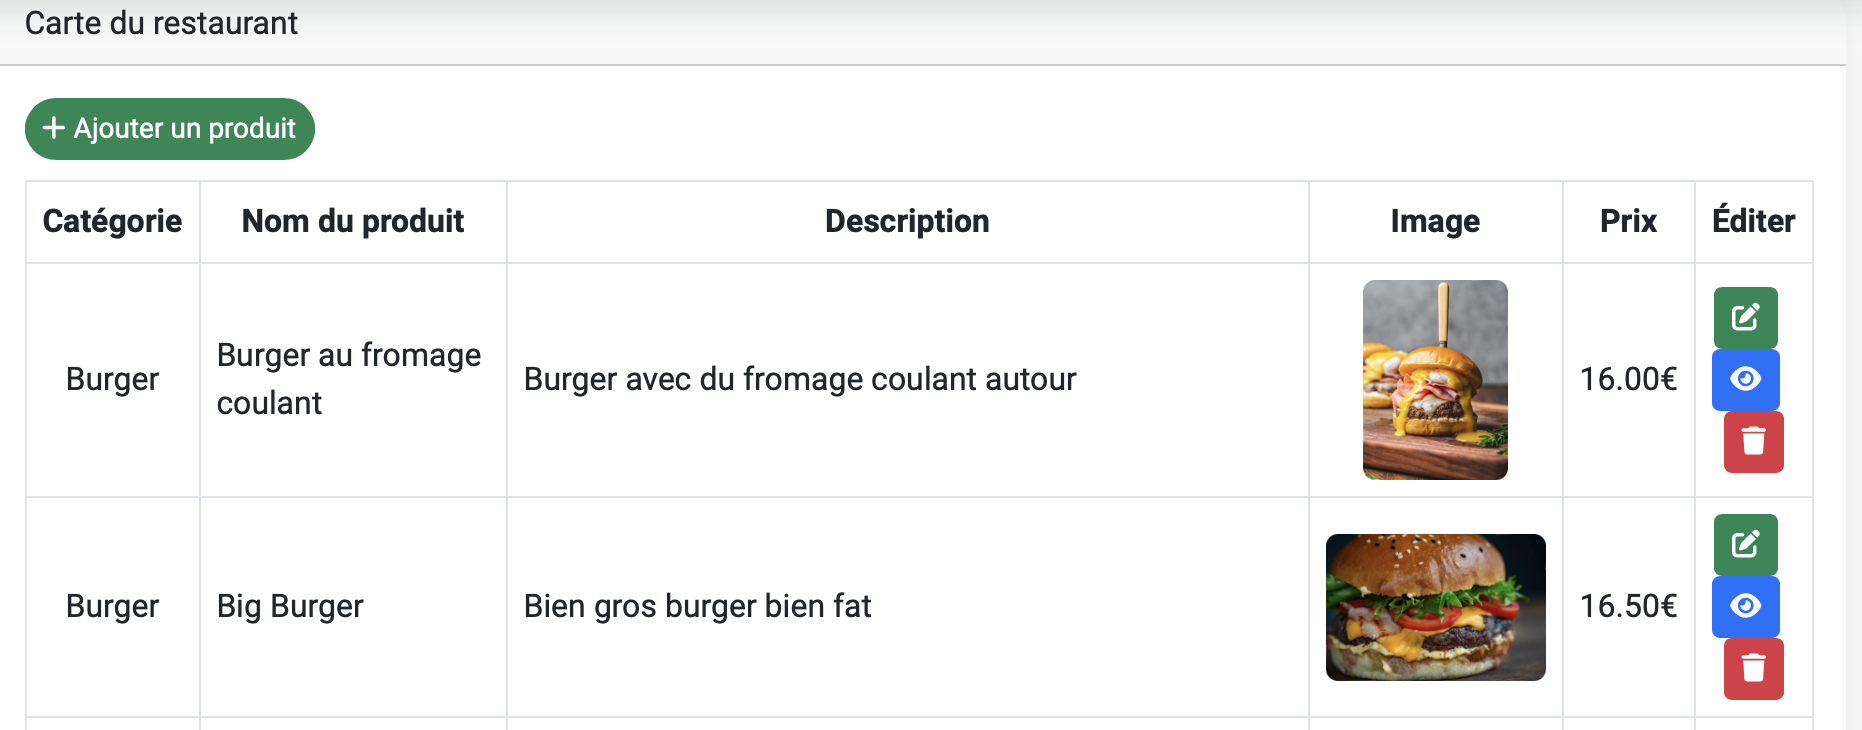 Carte du restaurant
Ajouter un produit
Catégorie Nom du produit Description Image Prix Éditer
Burger Burger au fromage coulant Burger avec du fromage coulant autour 16.00€
Burger Big Burger Bien gros burger bien fat 16.50€